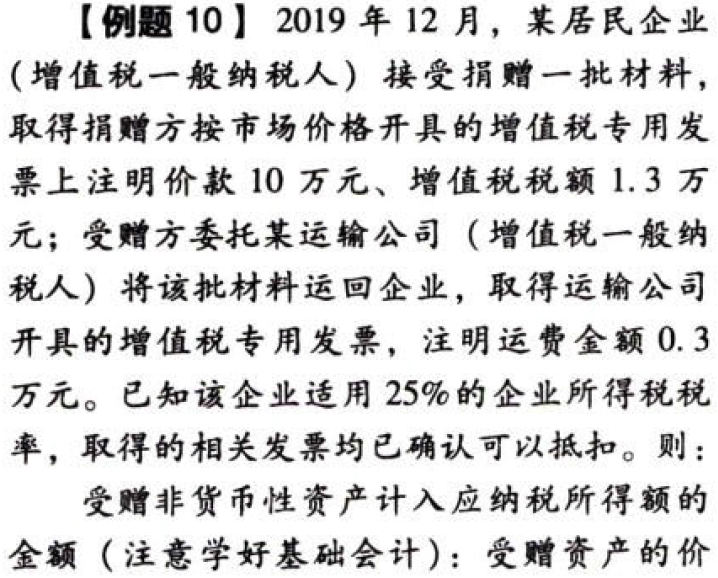 【例题 10】 2019 年 12 月，某居民企业
(增值税一般纳税人) 接受捐赠一批材料，
取得捐赠方按市场价格开具的增值税专用发
票上注明价款 10 万元、增值税税额 1.3 万
元；受赠方委托某运输公司（增值税一般纳
税人）将该批材料运回企业，取得运输公司
开具的增值税专用发票，注明运费金额 0.3
万元。已知该企业适用 25%的企业所得税税
率，取得的相关发票均已确认可以抵扣。则：
受赠非货币性资产计入应纳税所得额的
金额（注意学好基础会计）：受赠资产的价